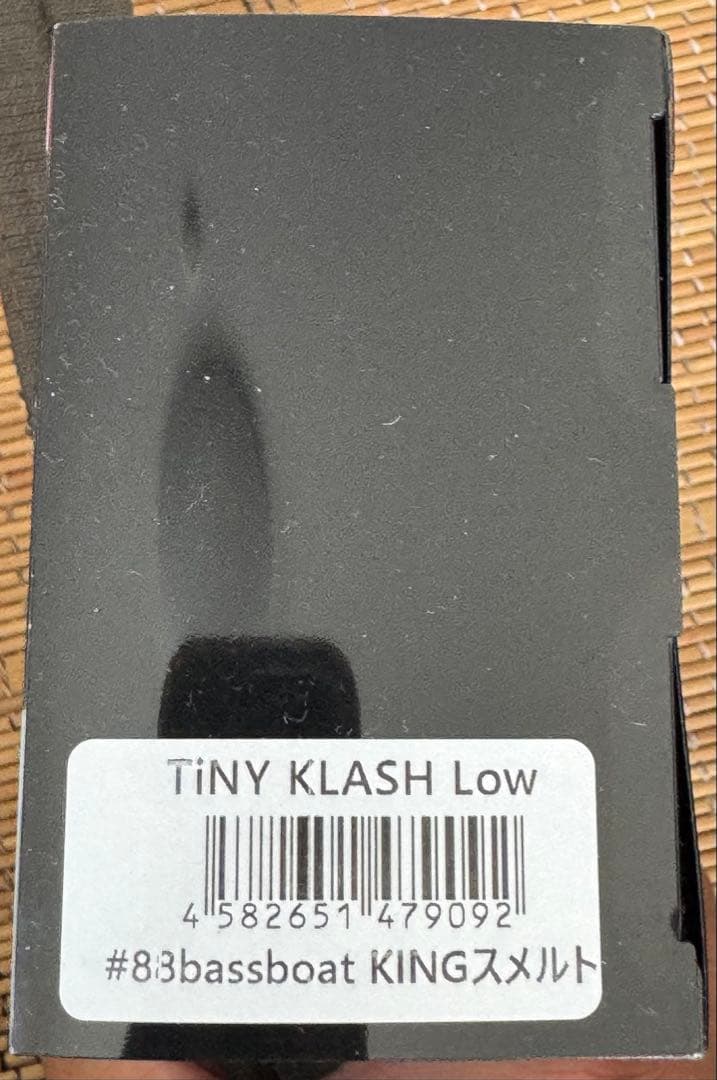 TiNY KLASH Low
4 582651 479092
#88bassboat KINGスメルト